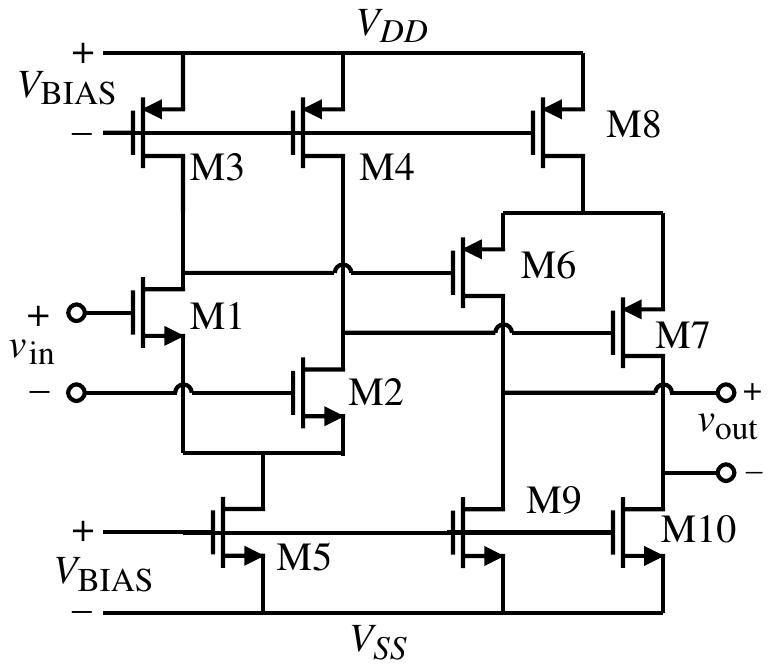 V_DD
+
V_BIAS
−
M8
M3
M4
M6
M1
+
v_in
−
M7
M2
+
v_out
−
M9
+
M10
M5
V_BIAS
−
V_SS